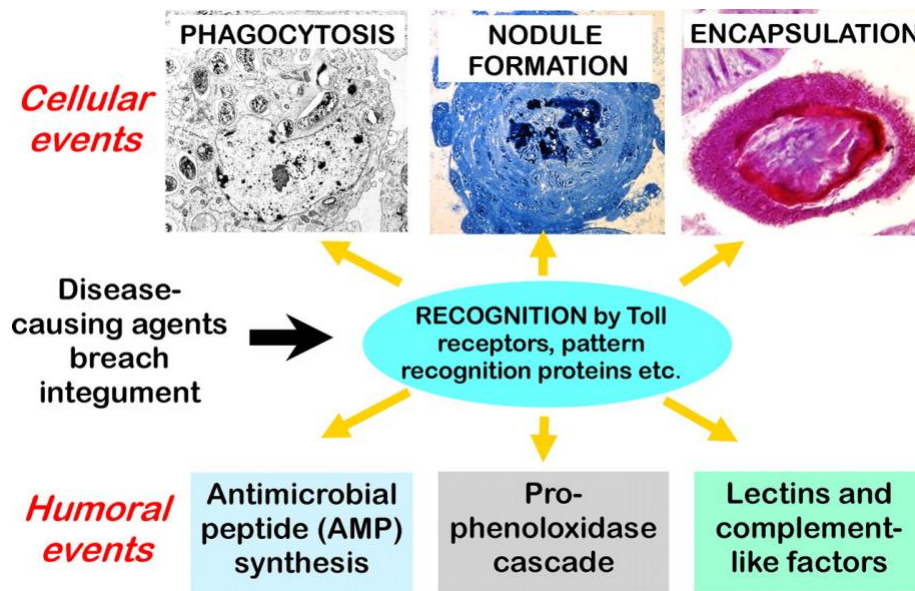 PHAGOCYTOSIS
NODULE
FORMATION
ENCAPSULATION
Cellular
events
Disease-
causing agents
breach
integument
RECOGNITION by Toll
receptors, pattern
recognition proteins etc.
Humoral
events
Antimicrobial
peptide (AMP)
synthesis
Pro-
phenoloxidase
cascade
Lectins and
complement-
like factors